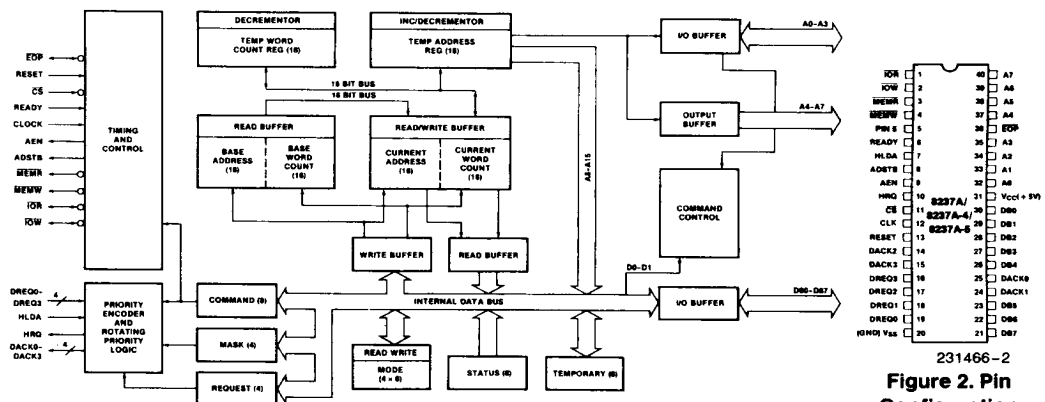 DECREMENTOR
TEMP WORD
COUNT REG (16)
INC/DECREMENTOR
TEMP ADDRESS
REG (16)
I/O BUFFER
A0-A3
16 BIT BUS
16 BIT BUS
EOP
RESET
CS
READY
CLOCK
AEN
ADSTB
MEMR
MEMW
IOR
IOW
TIMING
AND
CONTROL
READ BUFFER
BASE
ADDRESS
(16)
BASE
WORD
COUNT
(16)
READ/WRITE BUFFER
CURRENT
ADDRESS
(16)
CURRENT
WORD
COUNT
(16)
A8-A15
OUTPUT
BUFFER
A4-A7
COMMAND
CONTROL
WRITE BUFFER
READ BUFFER
D0-D1
DREQ0-
DREQ3
4
HLDA
HRQ
DACK0-
DACK3
4
PRIORITY
ENCODER
AND
ROTATING
PRIORITY
LOGIC
COMMAND (8)
MASK (4)
REQUEST (4)
INTERNAL DATA BUS
I/O BUFFER
DB0-DB7
READ WRITE
MODE
(4 × 6)
STATUS (8)
TEMPORARY (8)
IOR 1 40 A7
IOW 2 39 A6
MEMR 3 38 A5
MEMW 4 37 A4
PIN 5 5 36 EOP
READY 6 35 A3
HLDA 7 34 A2
ADSTB 8 33 A1
AEN 9 32 A0
HRQ 10 31 VCC(+5V)
CS 11 30 DB0
CLK 12 29 DB1
RESET 13 28 DB2
DACK2 14 27 DB3
DACK3 15 26 DB4
DREQ3 16 25 DACK0
DREQ2 17 24 DACK1
DREQ1 18 23 DB5
DREQ0 19 22 DB6
(GND) VSS 20 21 DB7
8237A/
8237A-4/
8237A-5
231466-2
Figure 2. Pin